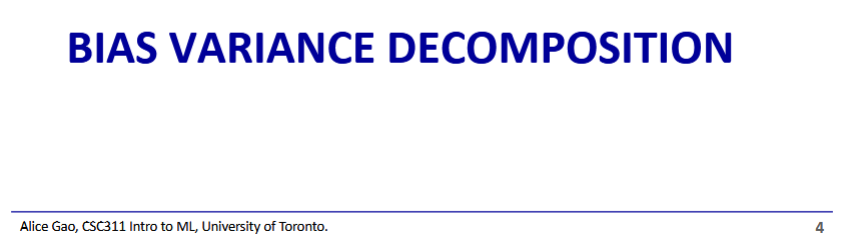 BIAS VARIANCE DECOMPOSITION
Alice Gao, CSC311 Intro to ML, University of Toronto.
4